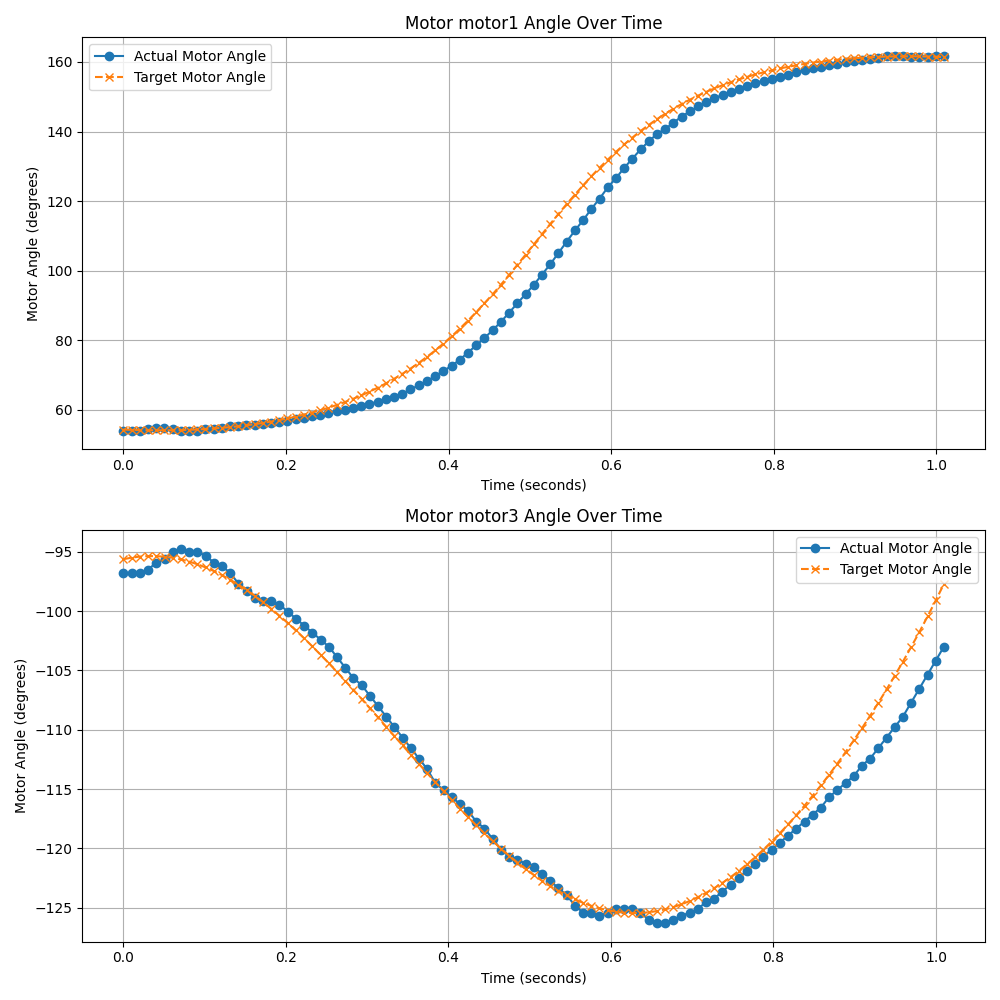 Motor motor1 Angle Over Time
Actual Motor Angle
Target Motor Angle
Motor Angle (degrees)
160
140
120
100
80
60
0.0 0.2 0.4 0.6 0.8 1.0
Time (seconds)
Motor motor3 Angle Over Time
Actual Motor Angle
Target Motor Angle
Motor Angle (degrees)
−95
−100
−105
−110
−115
−120
−125
0.0 0.2 0.4 0.6 0.8 1.0
Time (seconds)